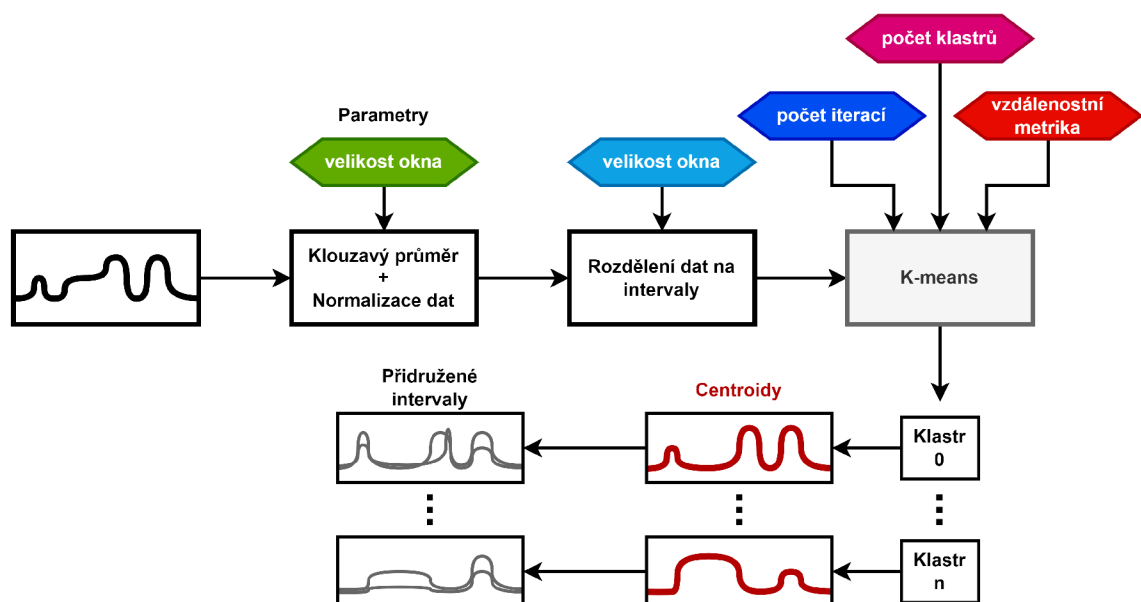 počet klastrů
Parametry
počet iterací
vzdálenostní
metrika
velikost okna
velikost okna
Klouzavý průměr
+
Normalizace dat
Rozdělení dat na
intervaly
K-means
Přidružené
intervaly
Centroidy
Klastr
0
Klastr
n